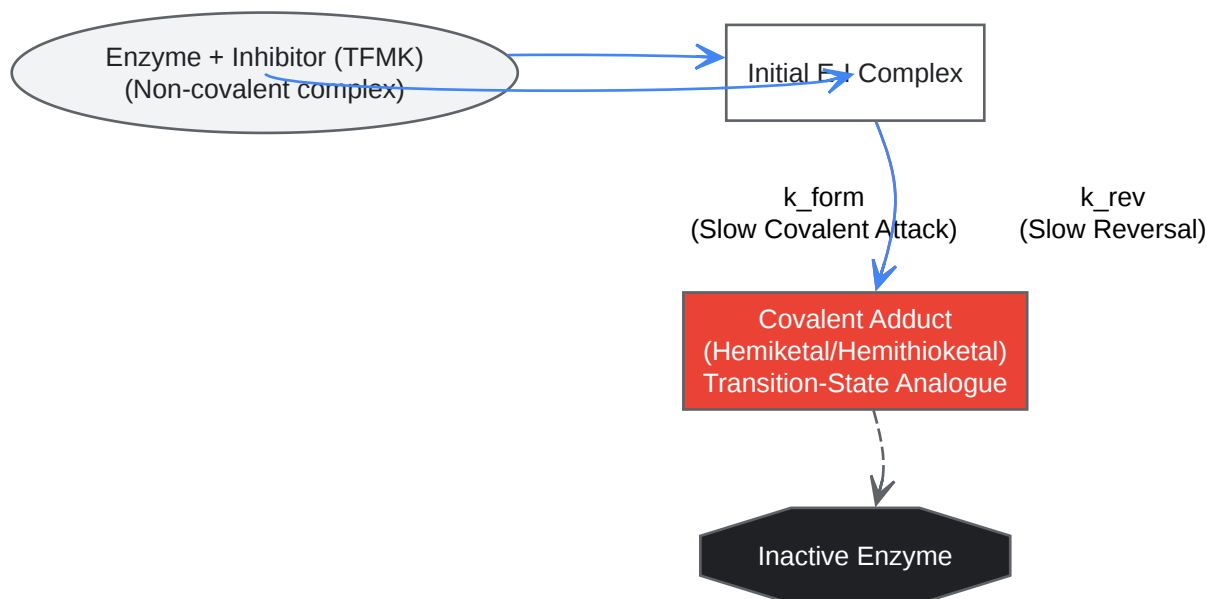 Enzyme + Inhibitor (TFMK)
(Non-covalent complex)
Initial E-I Complex
k_form
(Slow Covalent Attack)
k_rev
(Slow Reversal)
Covalent Adduct
(Hemiketal/Hemithioketal)
Transition-State Analogue
Inactive Enzyme